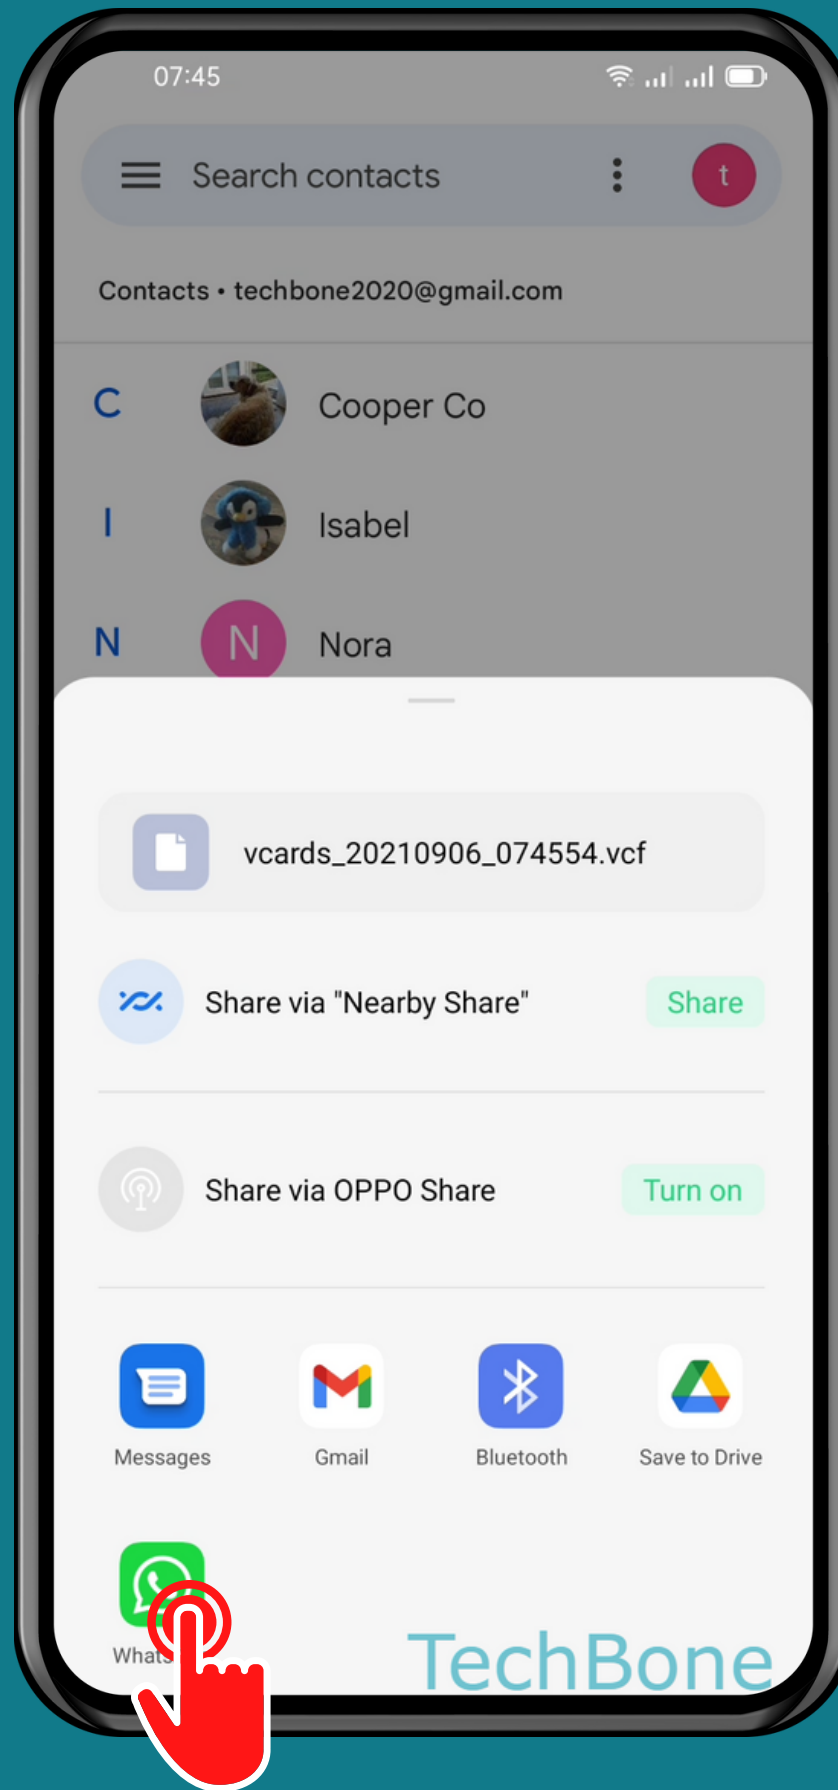 07:45
Search contacts
t
Contacts • techbone2020@gmail.com
C
Cooper Co
I
Isabel
N
N
Nora
vcards_20210906_074554.vcf
Share via "Nearby Share"
Share
Share via OPPO Share
Turn on
Messages
Gmail
Bluetooth
Save to Drive
TechBone